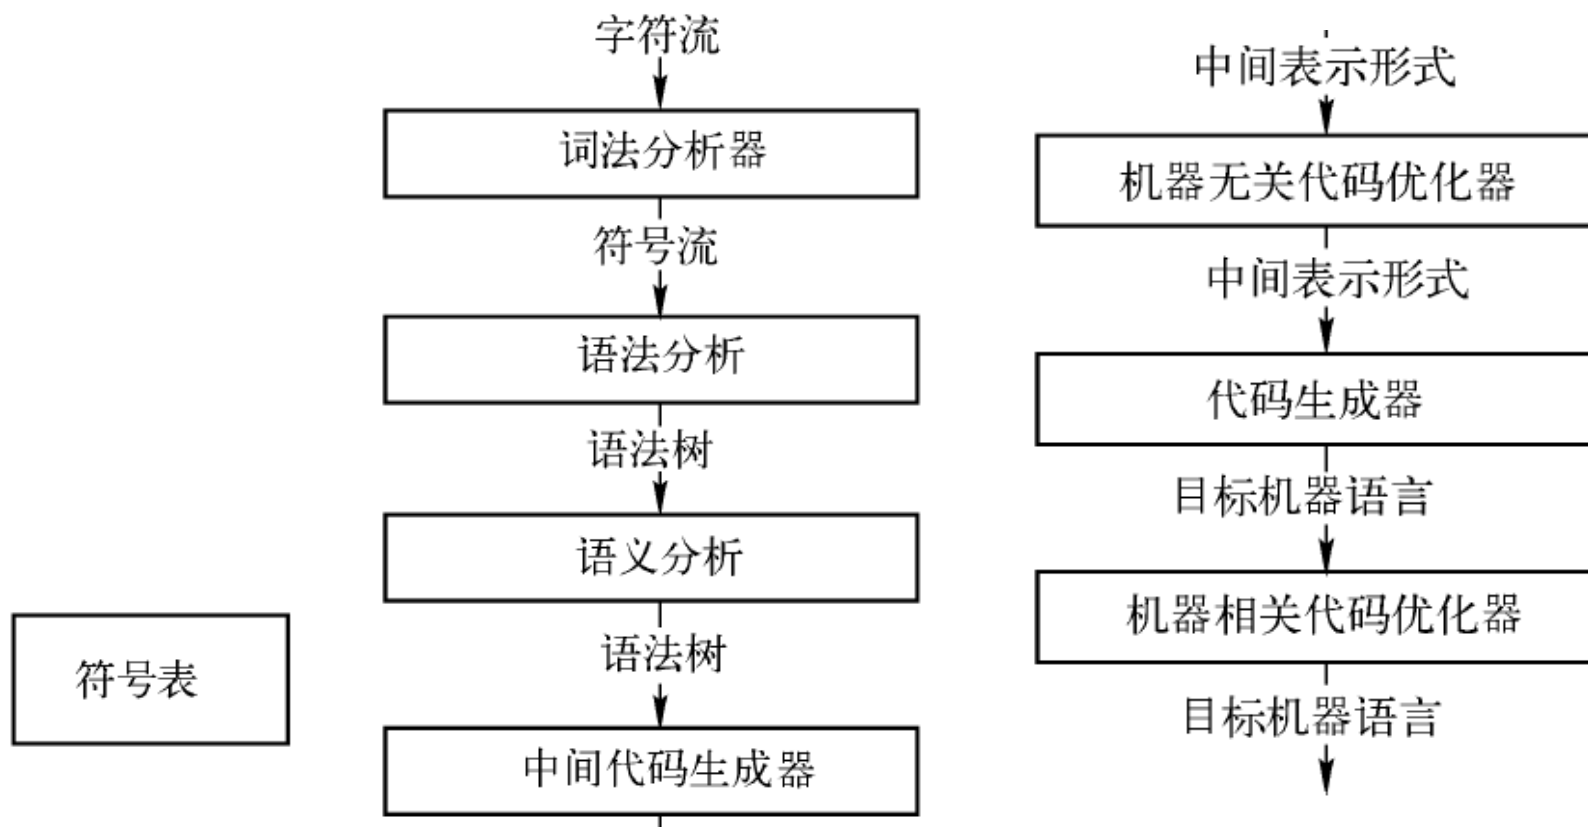 字符流
词法分析器
符号流
语法分析
语法树
语义分析
语法树
中间代码生成器
符号表
中间表示形式
机器无关代码优化器
中间表示形式
代码生成器
目标机器语言
机器相关代码优化器
目标机器语言